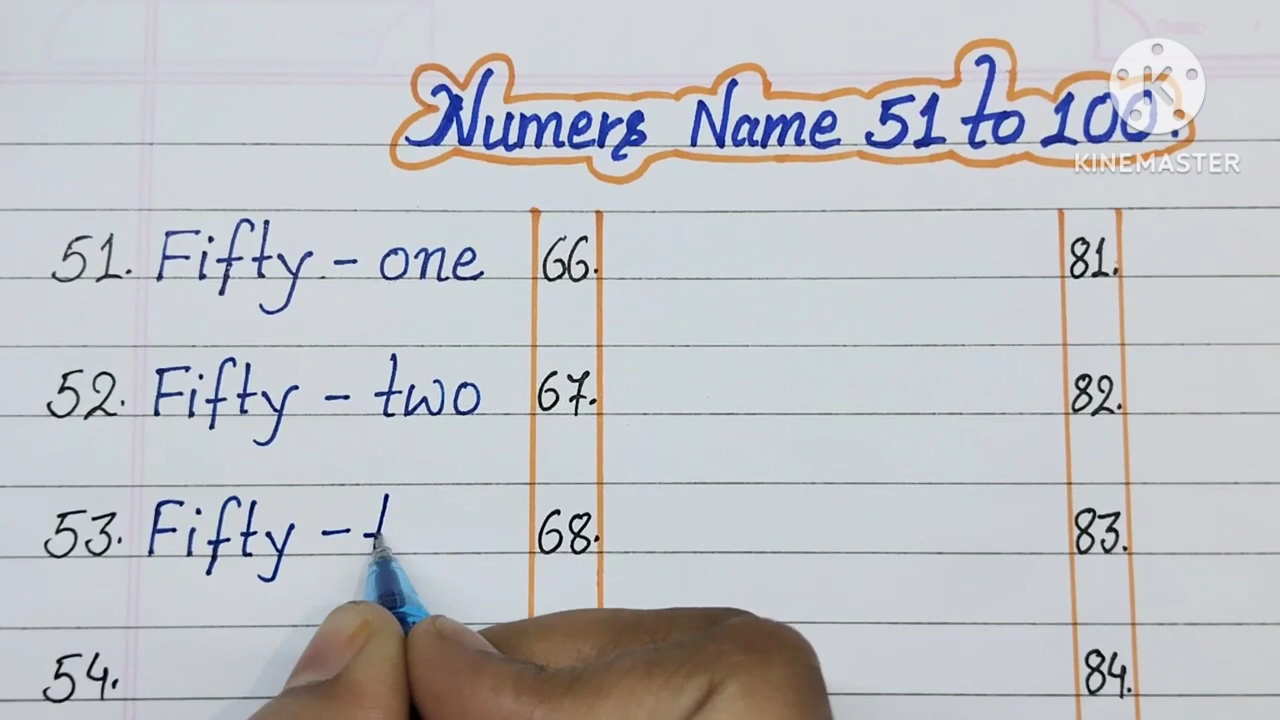 Numers Name 51 to 100.
KINEMASTER
51. Fifty - one 66. 81.
52. Fifty - two 67. 82.
53. Fifty - t 68. 83.
54. 84.